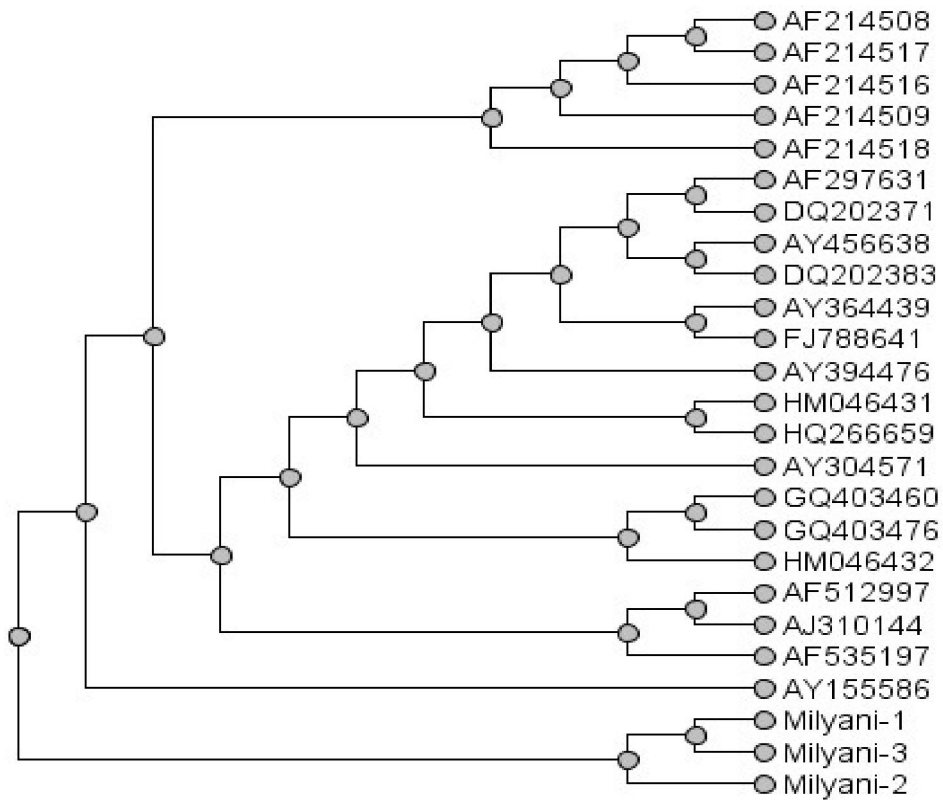 AF214508
AF214517
AF214516
AF214509
AF214518
AF297631
DQ202371
AY456638
DQ202383
AY364439
FJ788641
AY394476
HM046431
HQ266659
AY304571
GQ403460
GQ403476
HM046432
AF512997
AJ310144
AF535197
AY155586
Milyani-1
Milyani-3
Milyani-2